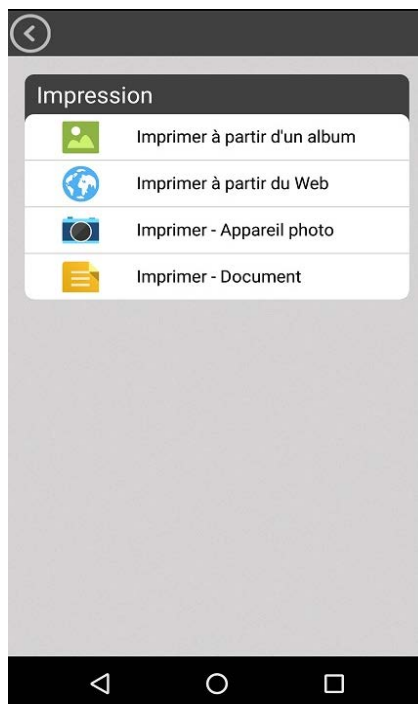 Impression
Imprimer à partir d'un album
Imprimer à partir du Web
Imprimer - Appareil photo
Imprimer - Document